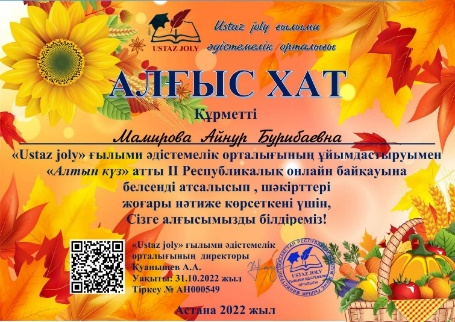 USTAZ JOLY
Ustaz joly ғылыми
әдістемелік орталығы
АЛҒЫС ХАТ
Құрметті
Мамирова Айнур Бурибаевна
«Ustaz joly» ғылыми әдістемелік орталығының ұйымдастыруымен
«Алтын күз» атты II Республикалық онлайн байқауына
белсенді атсалысып , шәкірттері
жоғары нәтиже көрсеткені үшін,
Сізге алғысымызды білдіреміз!
«Ustaz joly» ғылыми әдістемелік
орталығының директоры
Куанышев А.А.
Уақыты: 31.10.2022 жыл
Тіркеу № АН000549
USTAZ JOLY
Астана 2022 жыл